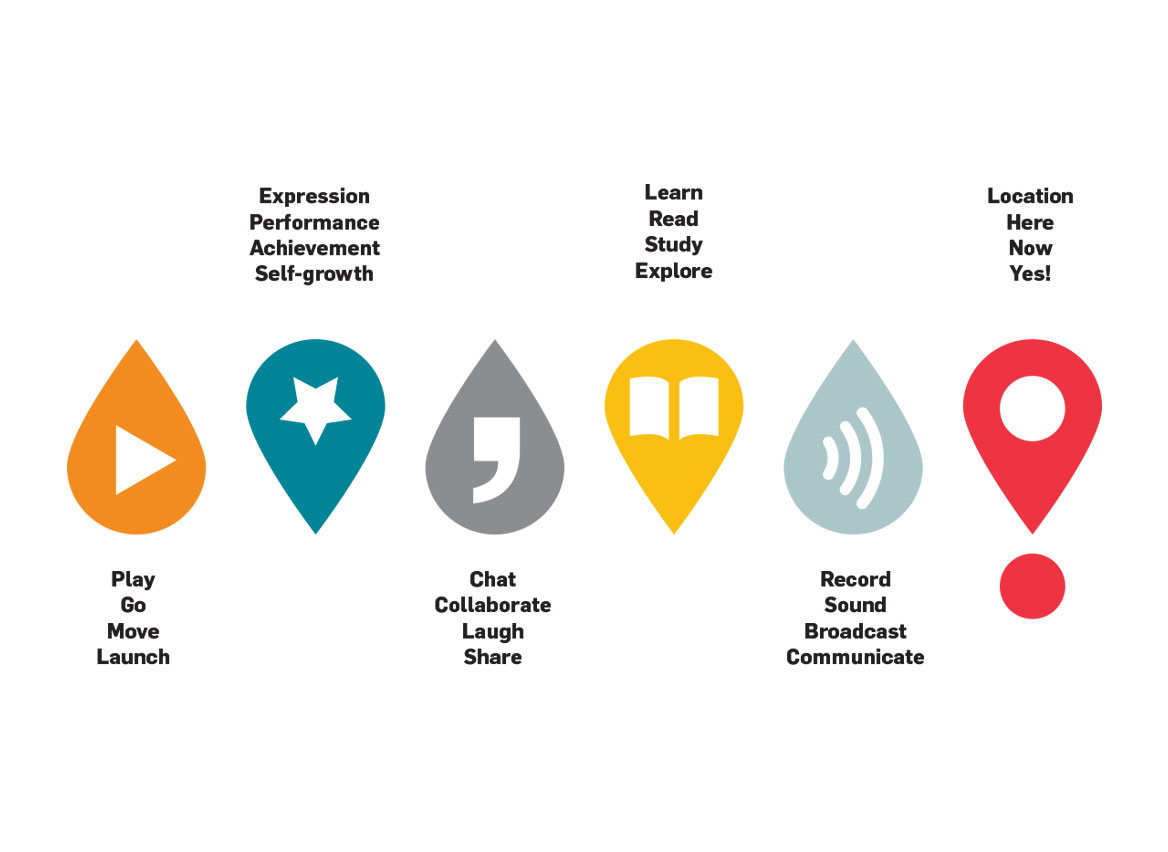 Expression
Performance
Achievement
Self-growth
Learn
Read
Study
Explore
Location
Here
Now
Yes!
Play
Go
Move
Launch
Chat
Collaborate
Laugh
Share
Record
Sound
Broadcast
Communicate